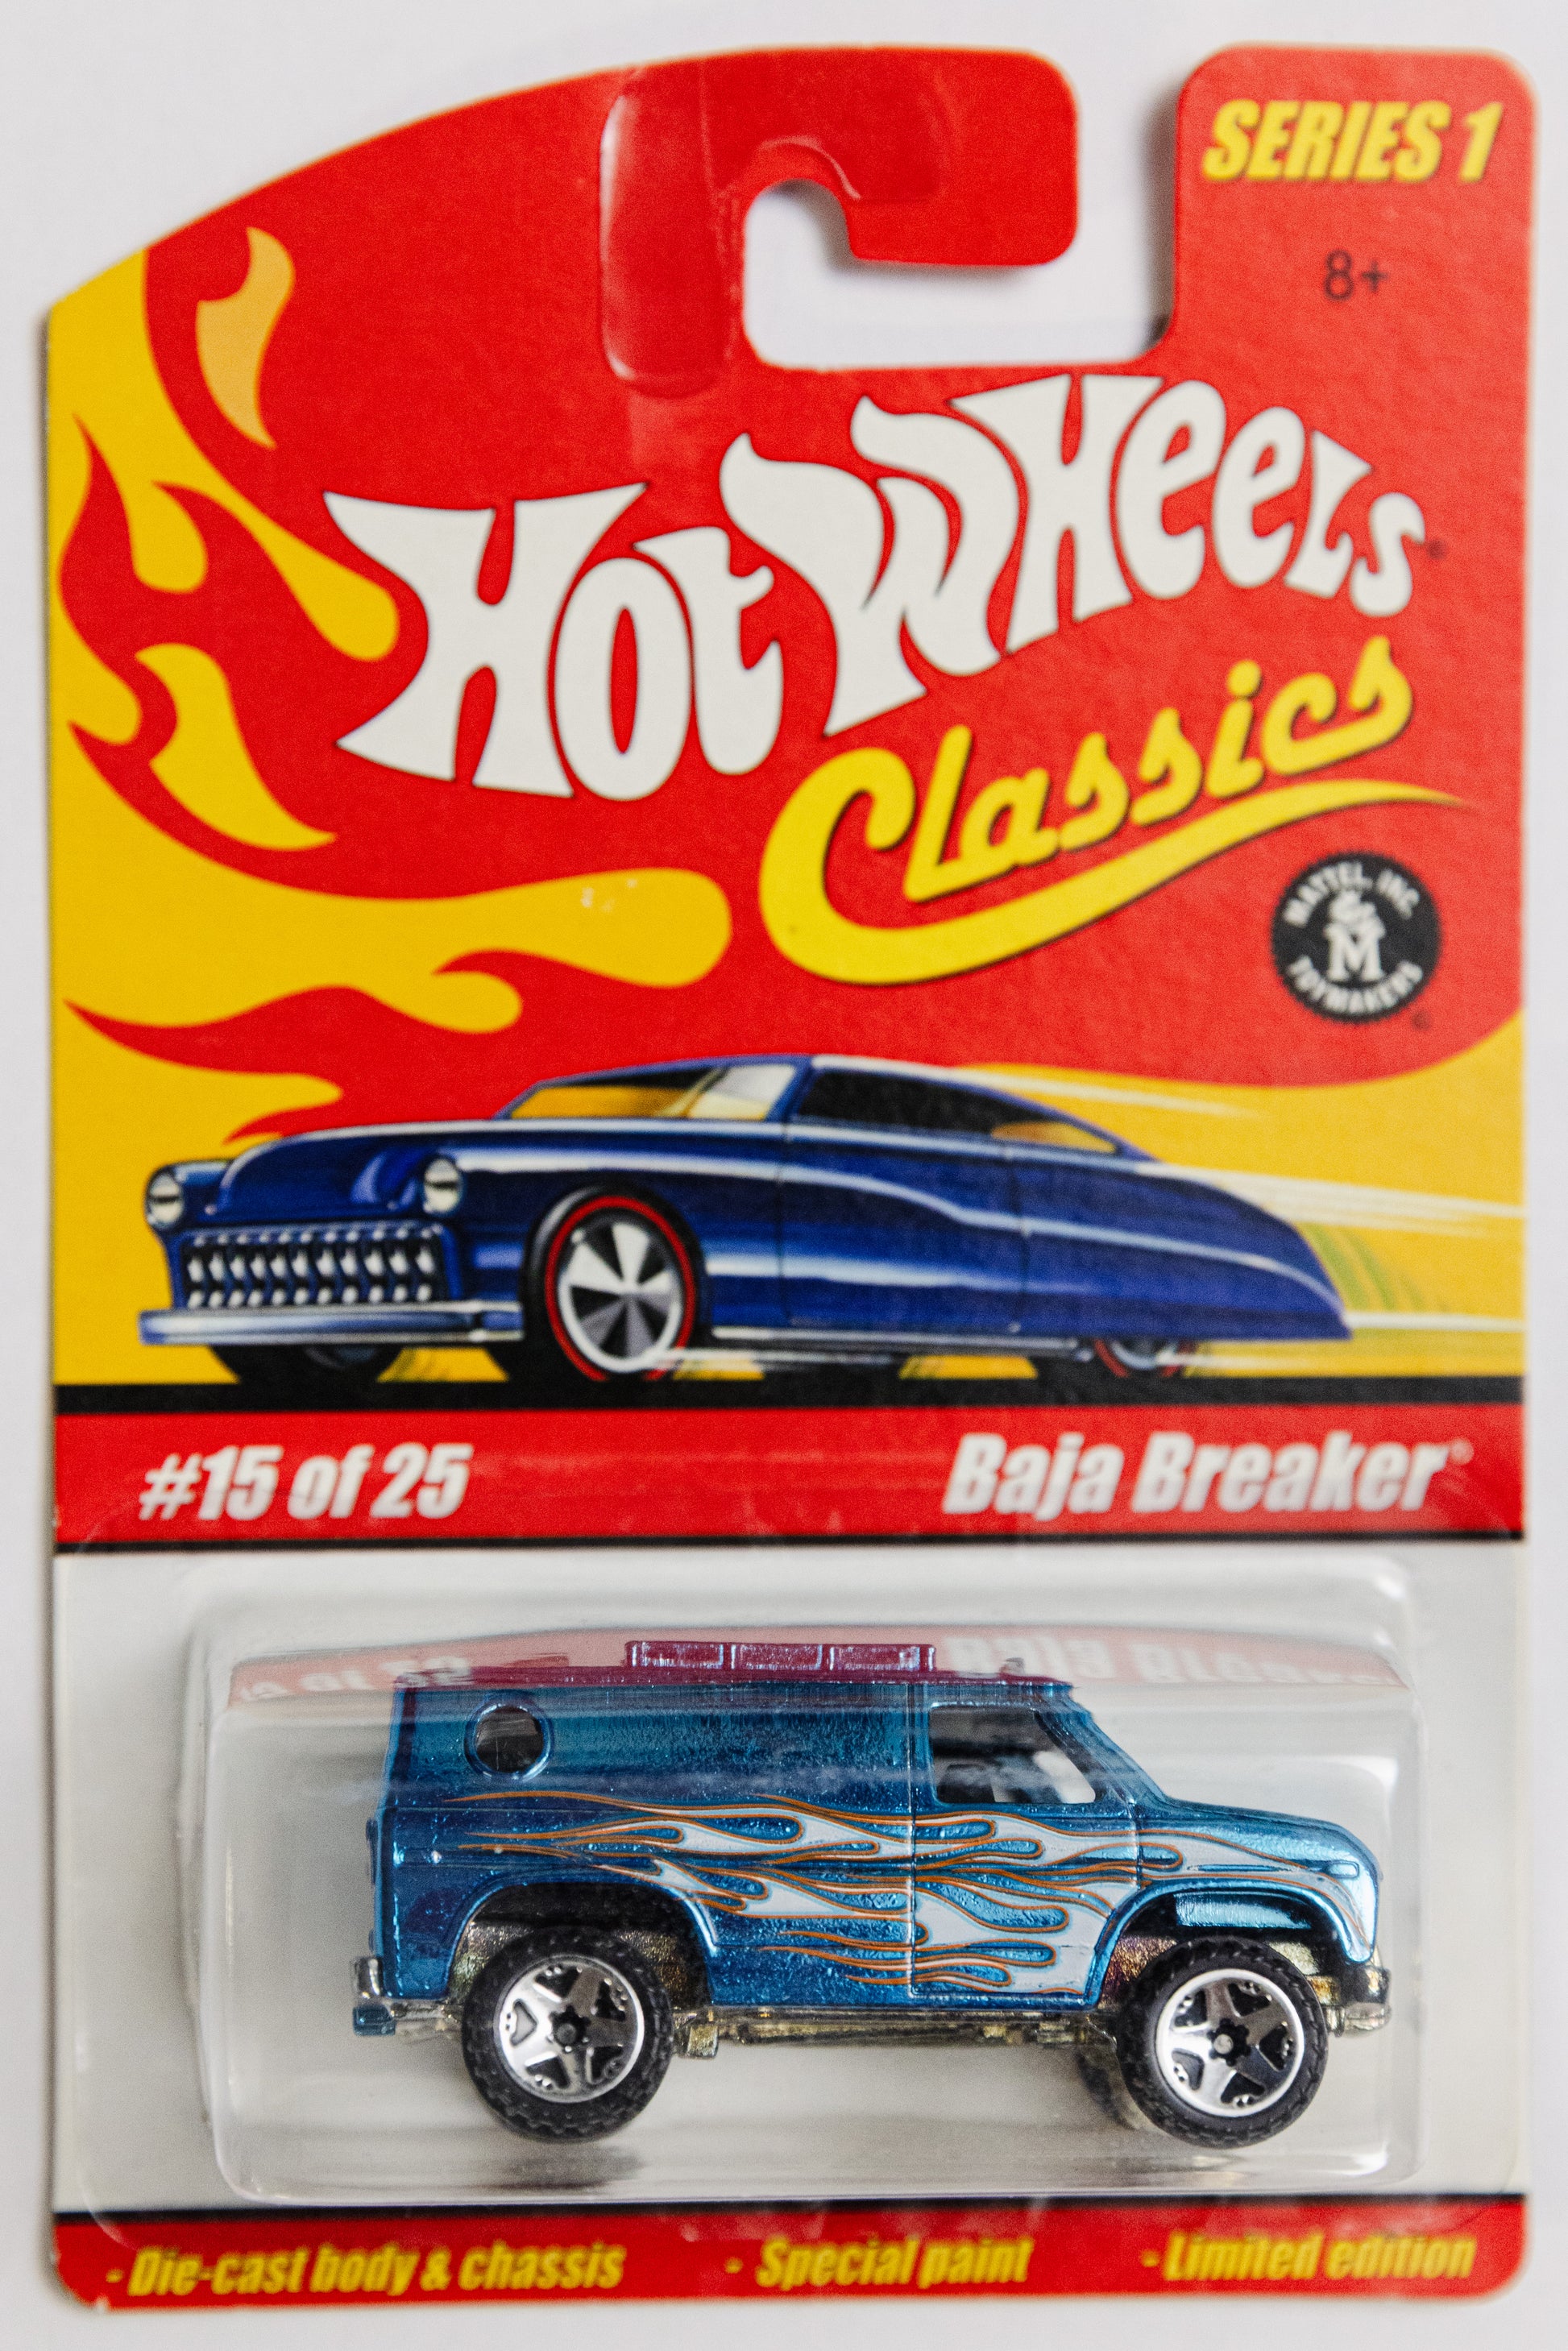 SERIES 1
8+
Hot Wheels®
Classics
MATTEL, INC.
M
TOYMAKERS
#15 of 25
Baja Breaker
- Die-cast body & chassis
- Special paint
- Limited edition